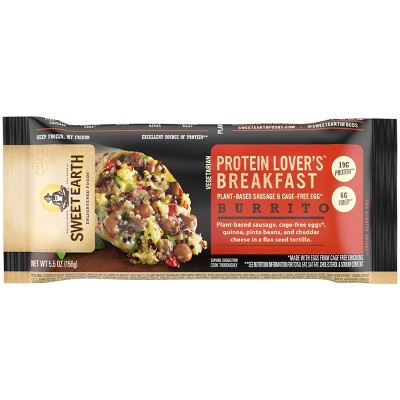 KEEP FROZEN, MY FRIEND
EXCELLENT SOURCE OF PROTEIN**
SWEET EARTH
ENLIGHTENED FOODS
VEGETARIAN
PROTEIN LOVER'S
BREAKFAST
PLANT-BASED SAUSAGE & CAGE-FREE EGG*
BURRITO
Plant-based sausage, cage-free eggs*,
quinoa, pinto beans, and cheddar
cheese in a flax seed tortilla.
19G
PROTEIN**
6G
FIBER**
SERVING SUGGESTION
COOK THOROUGHLY
*MADE WITH EGGS FROM CAGE FREE CHICKENS
**SEE NUTRITION INFORMATION FOR TOTAL FAT, SAT FAT, CHOLESTEROL & SODIUM CONTENT
NET WT 5.5 OZ (156g)